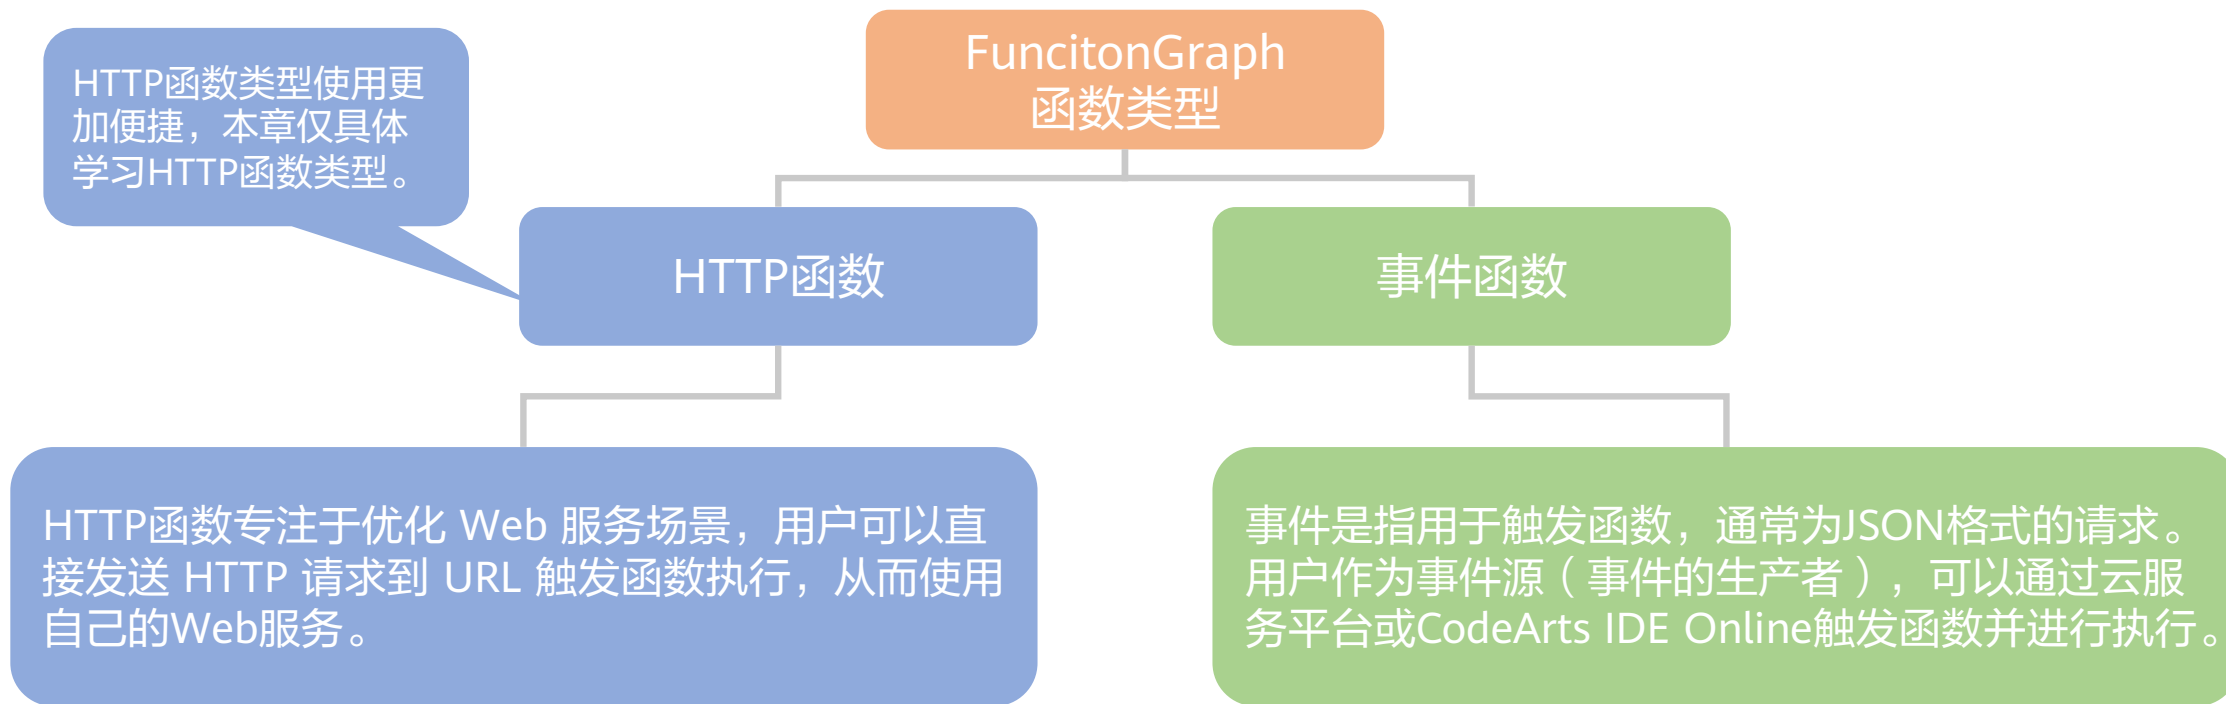 FuncitonGraph
函数类型
HTTP函数类型使用更
加便捷，本章仅具体
学习HTTP函数类型。
HTTP函数
事件函数
HTTP函数专注于优化 Web 服务场景，用户可以直
接发送 HTTP 请求到 URL 触发函数执行，从而使用
自己的Web服务。
事件是指用于触发函数，通常为JSON格式的请求。
用户作为事件源（事件的生产者），可以通过云服
务平台或CodeArts IDE Online触发函数并进行执行。